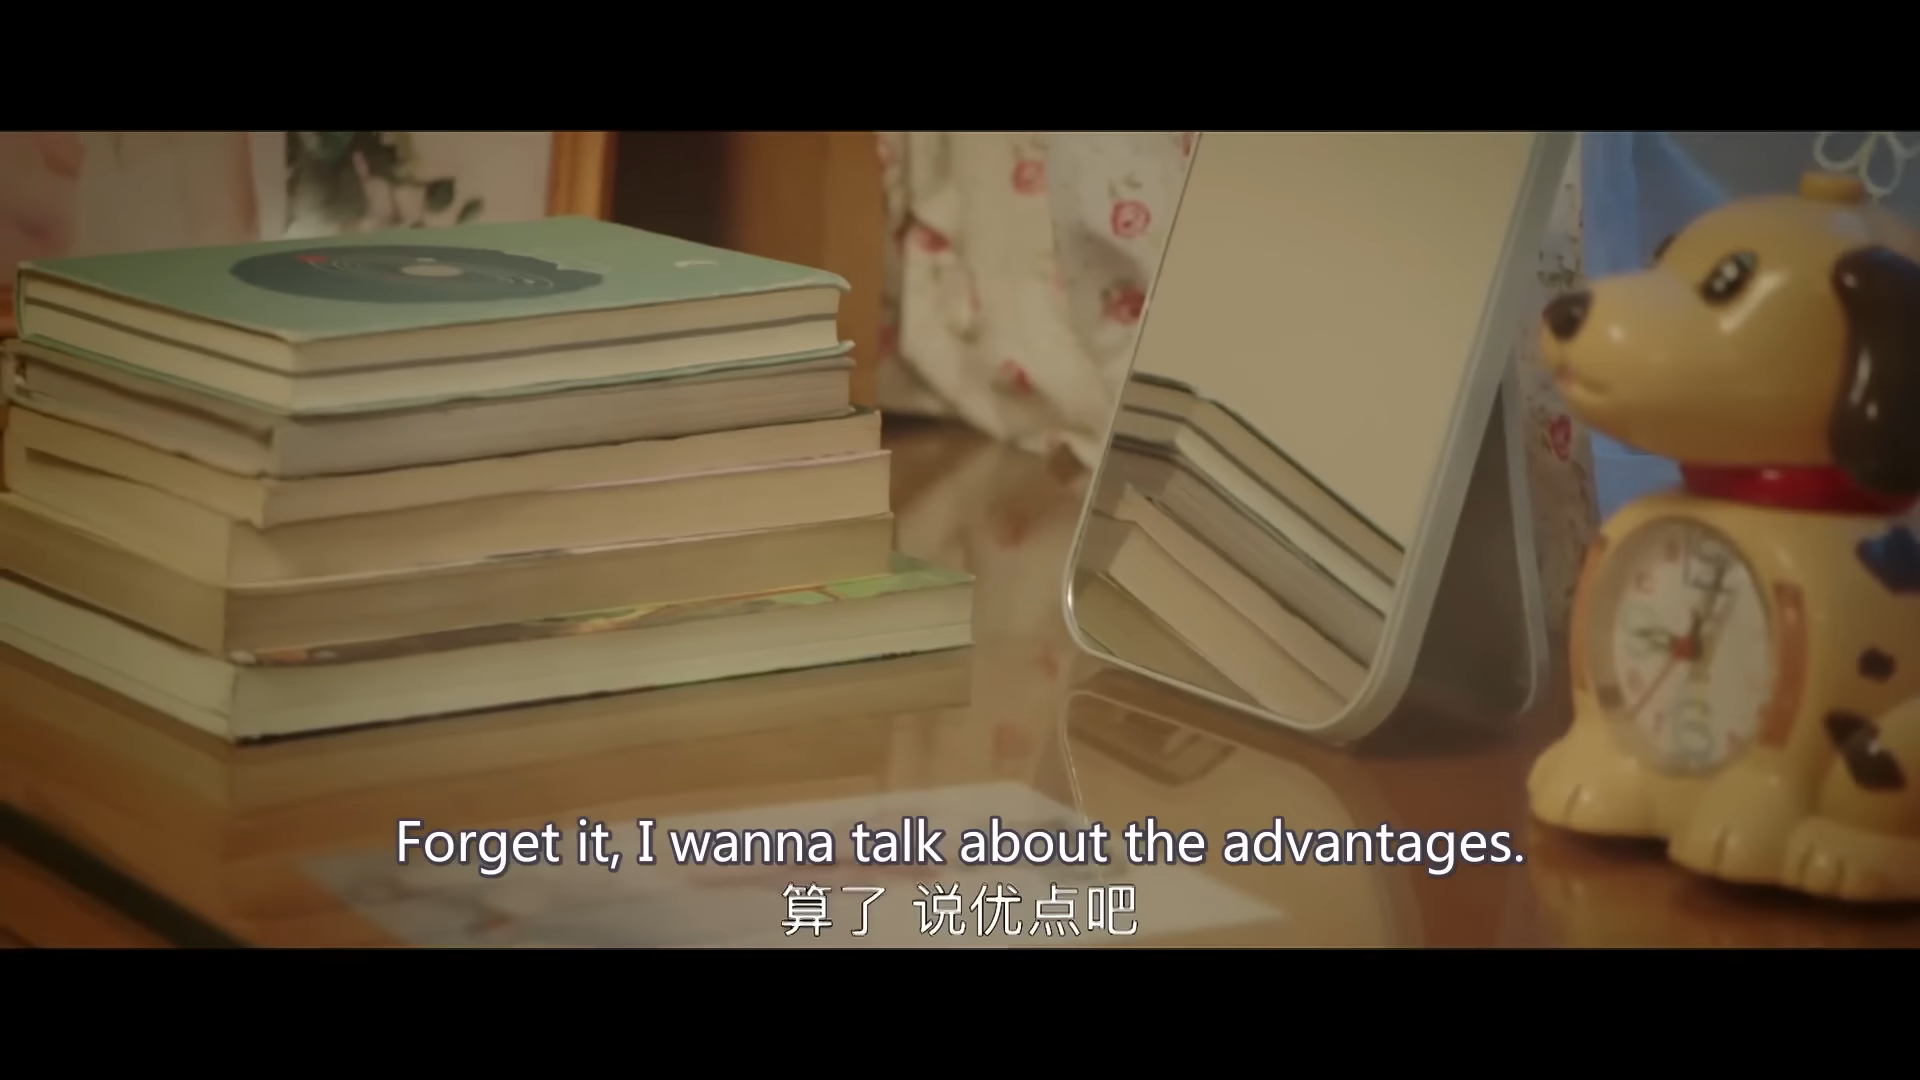 Forget it, I wanna talk about the advantages.
算了 说优点吧